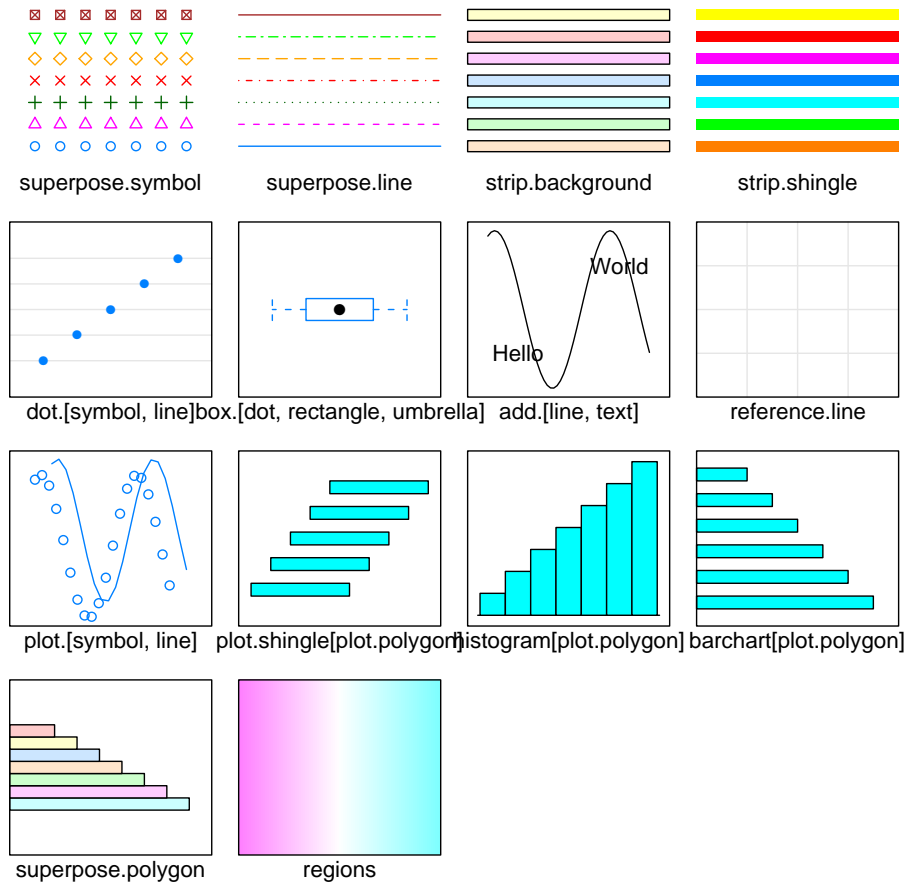 superpose.symbol superpose.line strip.background strip.shingle
World
Hello
dot.[symbol, line] box.[dot, rectangle, umbrella] add.[line, text] reference.line
plot.[symbol, line] plot.shingle[plot.polygon] histogram[plot.polygon] barchart[plot.polygon]
superpose.polygon regions